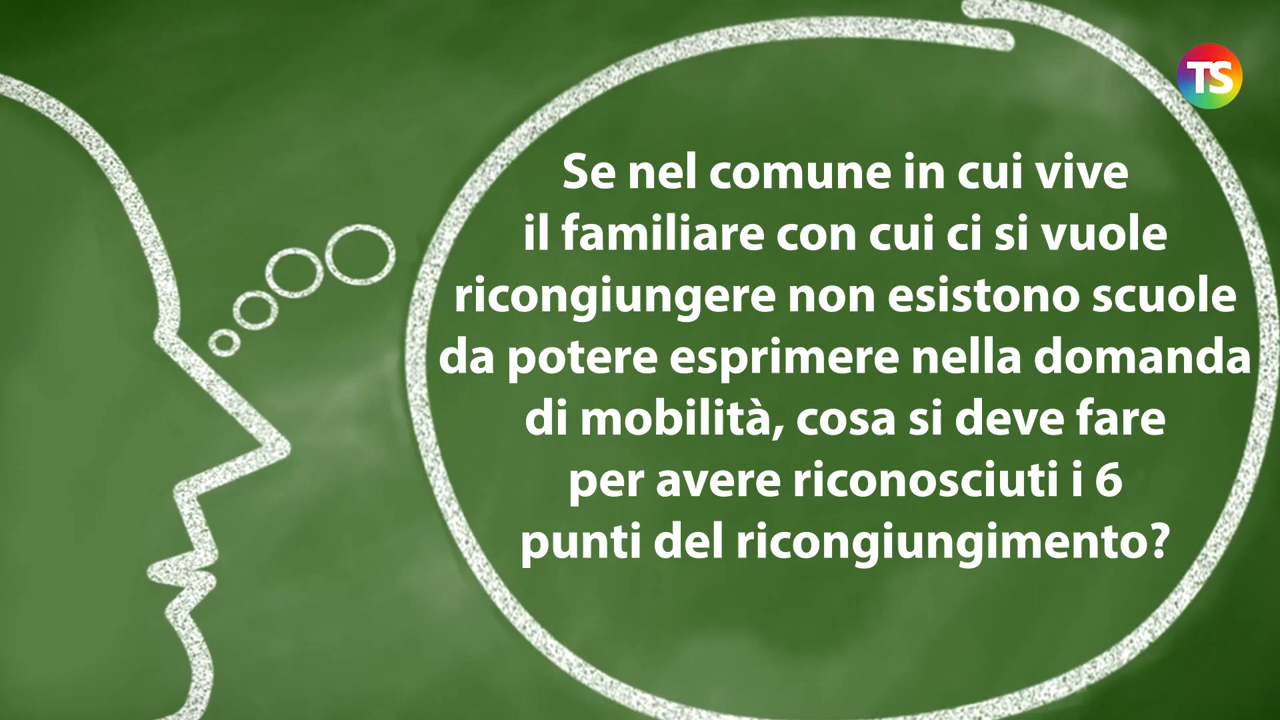 TS
Se nel comune in cui vive
il familiare con cui ci si vuole
ricongiungere non esistono scuole
da potere esprimere nella domanda
di mobilità, cosa si deve fare
per avere riconosciuti i 6
punti del ricongiungimento?